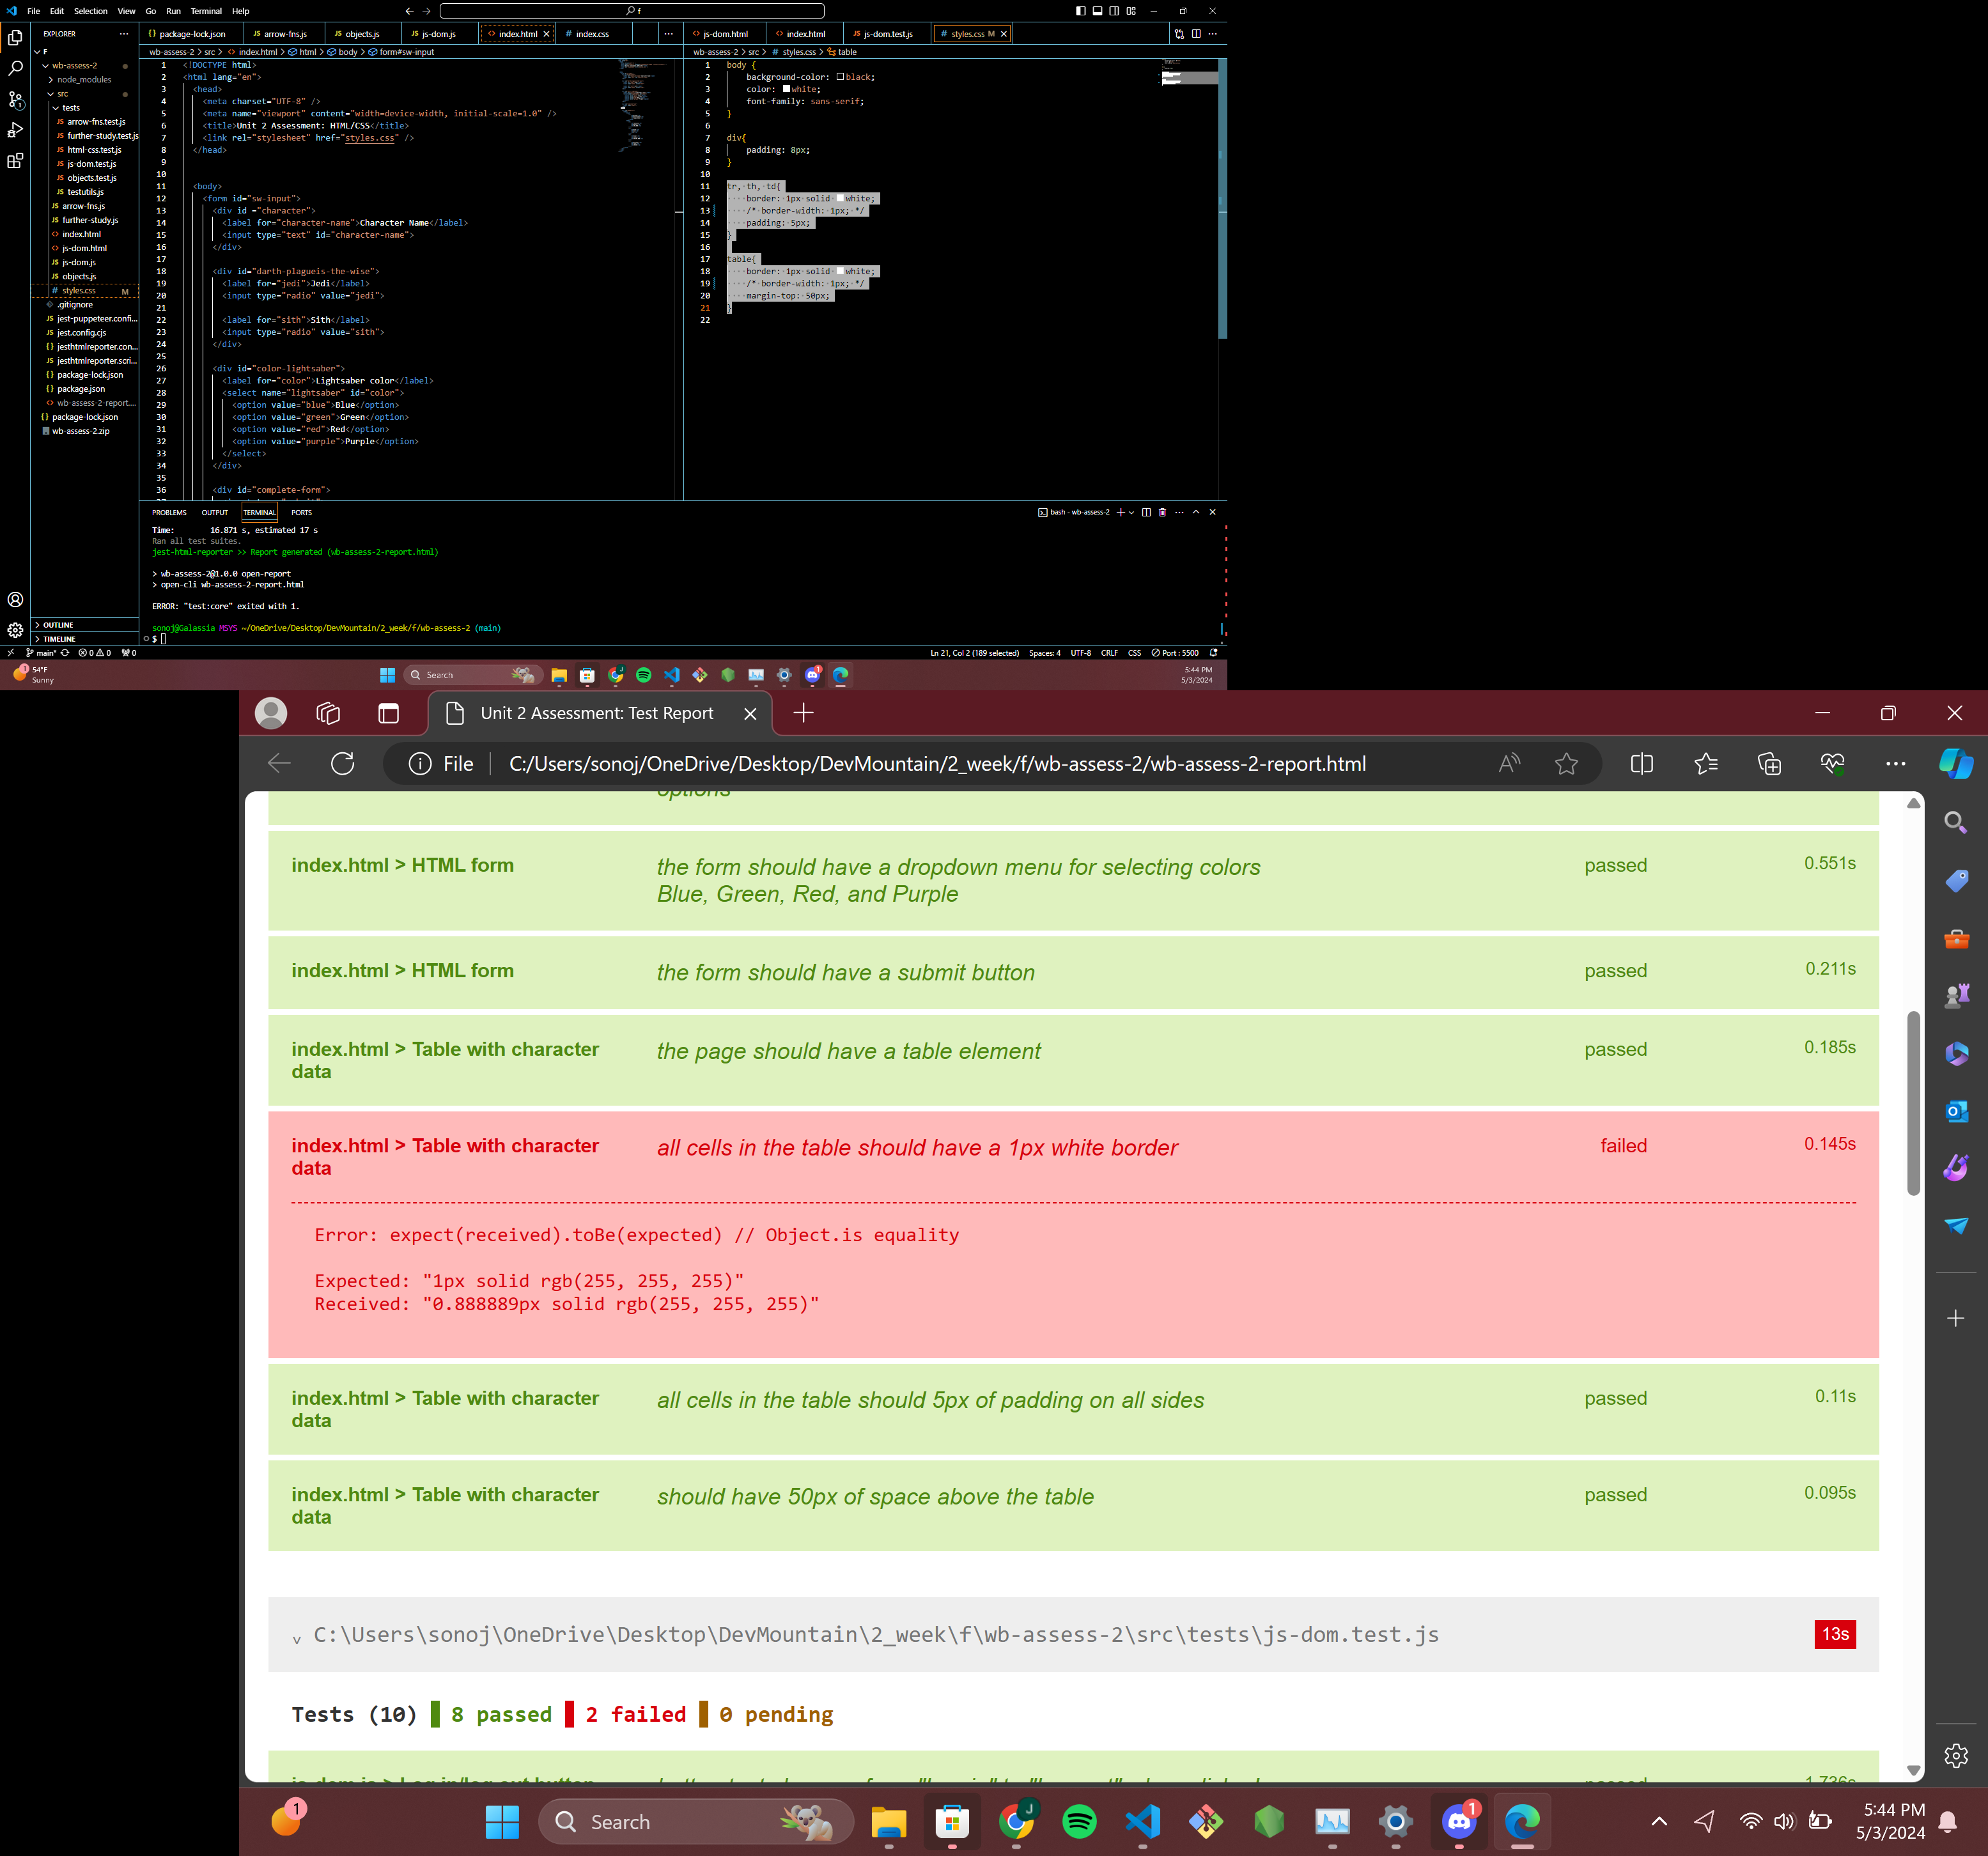 File Edit Selection View Go Run Terminal Help
f
EXPLORER
F
wb-assess-2
node_modules
src
tests
JS arrow-fns.test.js
JS further-study.test.js
JS html-css.test.js
JS js-dom.test.js
JS objects.test.js
JS testutils.js
JS arrow-fns.js
JS further-study.js
index.html
js-dom.html
JS js-dom.js
JS objects.js
# styles.css M
.gitignore
JS jest-puppeteer.confi...
JS jest.config.cjs
{} jesthtmlreporter.con...
JS jesthtmlreporter.scri...
{} package-lock.json
{} package.json
wb-assess-2-report....
{} package-lock.json
wb-assess-2.zip
OUTLINE
TIMELINE
{} package-lock.json JS arrow-fns.js JS objects.js JS js-dom.js index.html # index.css
wb-assess-2 > src > index.html > html > body > form#sw-input
1 <!DOCTYPE html>
2 <html lang="en">
3 <head>
4 <meta charset="UTF-8" />
5 <meta name="viewport" content="width=device-width, initial-scale=1.0" />
6 <title>Unit 2 Assessment: HTML/CSS</title>
7 <link rel="stylesheet" href="styles.css" />
8 </head>
9
10
11 <body>
12 <form id="sw-input">
13 <div id ="character">
14 <label for="character-name">Character Name</label>
15 <input type="text" id="character-name">
16 </div>
17
18 <div id="darth-plagueis-the-wise">
19 <label for="jedi">Jedi</label>
20 <input type="radio" value="jedi">
21
22 <label for="sith">Sith</label>
23 <input type="radio" value="sith">
24 </div>
25
26 <div id="color-lightsaber">
27 <label for="color">Lightsaber color</label>
28 <select name="lightsaber" id="color">
29 <option value="blue">Blue</option>
30 <option value="green">Green</option>
31 <option value="red">Red</option>
32 <option value="purple">Purple</option>
33 </select>
34 </div>
35
36 <div id="complete-form">
js-dom.html index.html JS js-dom.test.js # styles.css M
wb-assess-2 > src > # styles.css > table
1 body {
2 background-color: black;
3 color: white;
4 font-family: sans-serif;
5 }
6
7 div{
8 padding: 8px;
9 }
10
11 tr, th, td{
12 border: 1px solid white;
13 /* border-width: 1px; */
14 padding: 5px;
15 }
16
17 table{
18 border: 1px solid white;
19 /* border-width: 1px; */
20 margin-top: 50px;
21 }
22
PROBLEMS OUTPUT TERMINAL PORTS
bash - wb-assess-2
Time: 16.871 s, estimated 17 s
Ran all test suites.
jest-html-reporter >> Report generated (wb-assess-2-report.html)
> wb-assess-2@1.0.0 open-report
> open-cli wb-assess-2-report.html
ERROR: "test:core" exited with 1.
sonoj@Galassia MSYS ~/OneDrive/Desktop/DevMountain/2_week/f/wb-assess-2 (main)
$
main* 0 0 0
Ln 21, Col 2 (189 selected) Spaces: 4 UTF-8 CRLF CSS Port : 5500
1 54°F
Sunny
Search
1
5:44 PM
5/3/2024
Unit 2 Assessment: Test Report
File C:/Users/sonoj/OneDrive/Desktop/DevMountain/2_week/f/wb-assess-2/wb-assess-2-report.html
options
index.html > HTML form the form should have a dropdown menu for selecting colors passed 0.551s
Blue, Green, Red, and Purple
index.html > HTML form the form should have a submit button passed 0.211s
index.html > Table with character the page should have a table element passed 0.185s
data
index.html > Table with character all cells in the table should have a 1px white border failed 0.145s
data
Error: expect(received).toBe(expected) // Object.is equality
Expected: "1px solid rgb(255, 255, 255)"
Received: "0.888889px solid rgb(255, 255, 255)"
index.html > Table with character all cells in the table should 5px of padding on all sides passed 0.11s
data
index.html > Table with character should have 50px of space above the table passed 0.095s
data
C:\Users\sonoj\OneDrive\Desktop\DevMountain\2_week\f\wb-assess-2\src\tests\js-dom.test.js 13s
Tests (10) 8 passed 2 failed 0 pending
1
Search
J
1
5:44 PM
5/3/2024